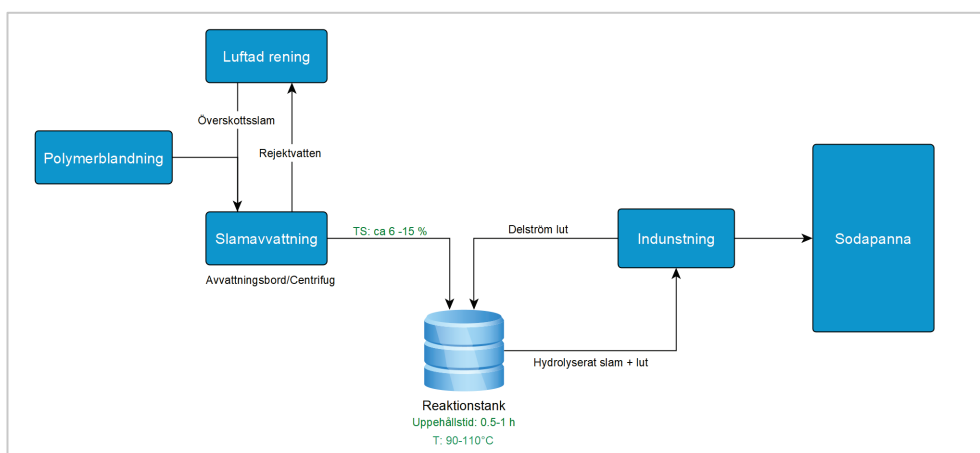 Luftad rening
Överskottsslam
Polymerblandning
Rejektvatten
Slamavvattning
TS: ca 6 -15 %
Delström lut
Indunstning
Sodapanna
Avvattningsbord/Centrifug
Hydrolyserat slam + lut
Reaktionstank
Uppehållstid: 0.5-1 h
T: 90-110°C